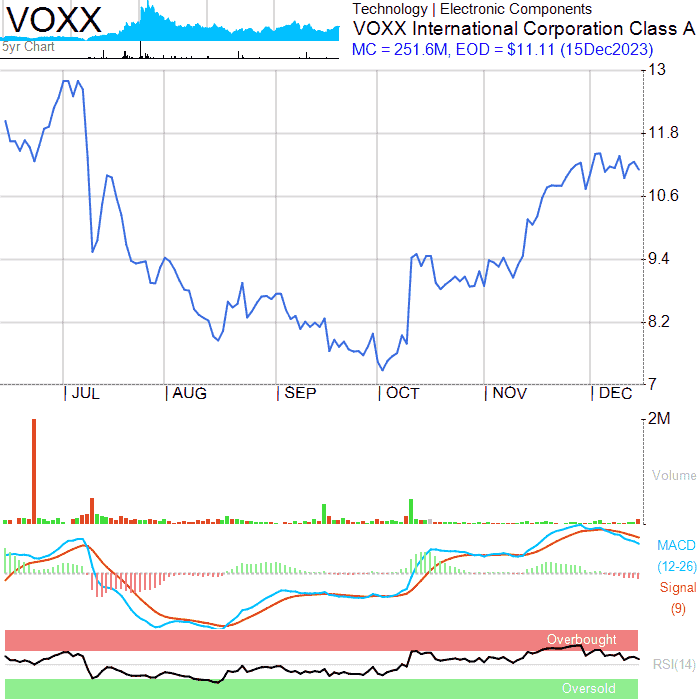 VOXX
5yr Chart
Technology | Electronic Components
VOXX International Corporation Class A
MC = 251.6M, EOD = $11.11 (15Dec2023)
13
11.8
10.6
9.4
8.2
7
| JUL | AUG | SEP | OCT | NOV | DEC
2M
Volume
MACD
(12-26)
Signal
(9)
Overbought
RSI(14)
Oversold